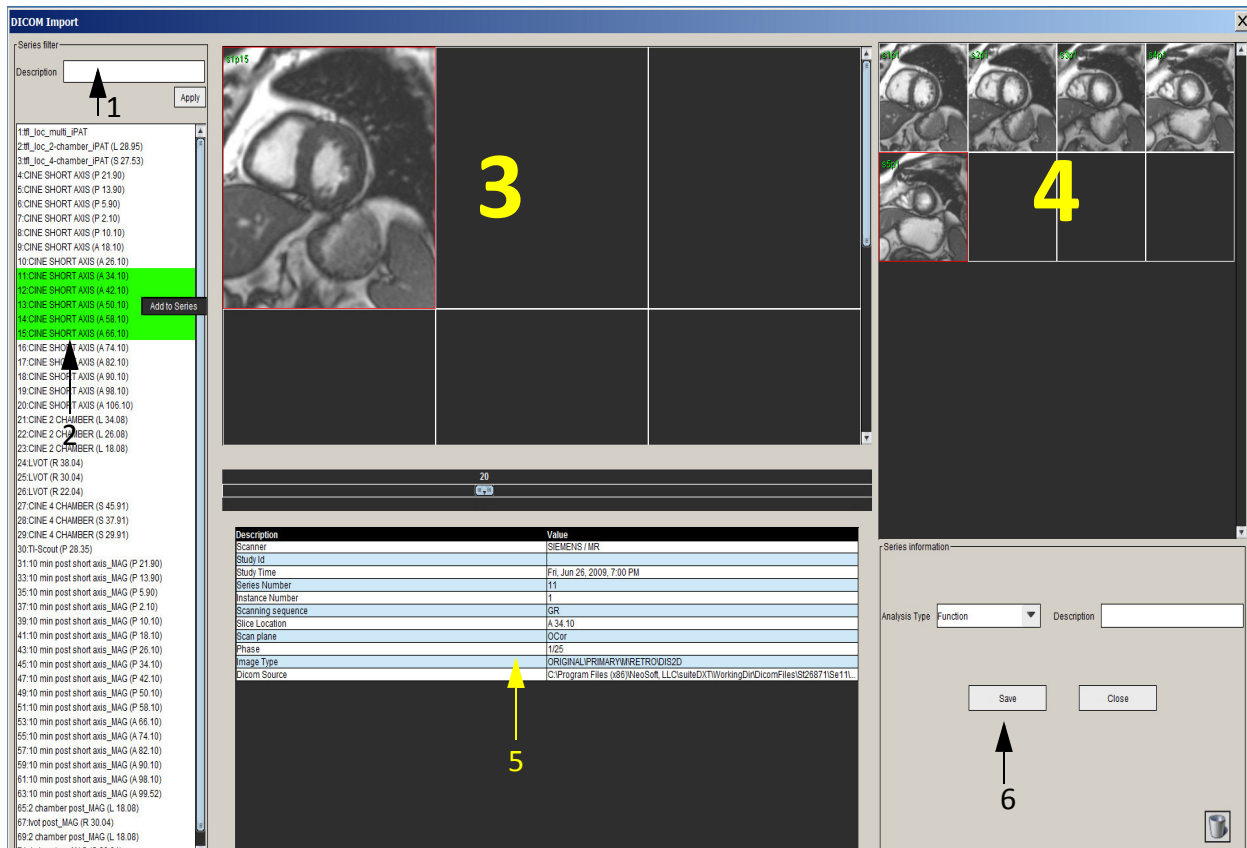 DICOM Import
X
Series filter
Description
1
Apply
1:tfl_loc_multi_iPAT
2:tfl_loc_2-chamber_iPAT (L 28.95)
3:tfl_loc_4-chamber_iPAT (S 27.53)
4:CINE SHORT AXIS (P 21.90)
5:CINE SHORT AXIS (P 13.90)
6:CINE SHORT AXIS (P 5.90)
7:CINE SHORT AXIS (P 2.10)
8:CINE SHORT AXIS (P 10.10)
9:CINE SHORT AXIS (A 18.10)
10:CINE SHORT AXIS (A 26.10)
11:CINE SHORT AXIS (A 34.10)
12:CINE SHORT AXIS (A 42.10)
13:CINE SHORT AXIS (A 50.10)
Add to Series
14:CINE SHORT AXIS (A 58.10)
15:CINE SHORT AXIS (A 66.10)
16:CINE SHORT AXIS (A 74.10)
17:CINE SHORT AXIS (A 82.10)
18:CINE SHORT AXIS (A 90.10)
19:CINE SHORT AXIS (A 98.10)
20:CINE SHORT AXIS (A 106.10)
21:CINE 2 CHAMBER (L 34.08)
22:CINE 2 CHAMBER (L 26.08)
2
23:CINE 2 CHAMBER (L 18.08)
24:LVOT (R 38.04)
25:LVOT (R 30.04)
26:LVOT (R 22.04)
27:CINE 4 CHAMBER (S 45.91)
28:CINE 4 CHAMBER (S 37.91)
29:CINE 4 CHAMBER (S 29.91)
30:TI-Scout (P 28.35)
31:10 min post short axis_MAG (P 21.90)
33:10 min post short axis_MAG (P 13.90)
35:10 min post short axis_MAG (P 5.90)
37:10 min post short axis_MAG (P 2.10)
39:10 min post short axis_MAG (P 10.10)
41:10 min post short axis_MAG (P 18.10)
43:10 min post short axis_MAG (P 26.10)
45:10 min post short axis_MAG (P 34.10)
47:10 min post short axis_MAG (P 42.10)
49:10 min post short axis_MAG (P 50.10)
51:10 min post short axis_MAG (P 58.10)
53:10 min post short axis_MAG (A 66.10)
55:10 min post short axis_MAG (A 74.10)
57:10 min post short axis_MAG (A 82.10)
59:10 min post short axis_MAG (A 90.10)
61:10 min post short axis_MAG (A 98.10)
63:10 min post short axis_MAG (A 99.52)
65:2 chamber post_MAG (L 18.08)
67:lvot post_MAG (R 30.04)
69:2 chamber post_MAG (L 18.08)
s1p15
3
20
Description Value
Scanner SIEMENS / MR
Study Id
Study Time Fri, Jun 26, 2009, 7:00 PM
Series Number 11
Instance Number 1
Scanning sequence GR
Slice Location A 34.10
Scan plane OCor
Phase 1/25
Image Type ORIGINAL\PRIMARY\M\RETRO\DIS2D
Dicom Source C:\Program Files (x86)\NeoSoft, LLC\suiteDXT\WorkingDir\DicomFiles\St26871\Se11\...
5
s1p1 s2p1 s3p1 s4p1
s5p1
4
Series information
Analysis Type Function Description
Save Close
6